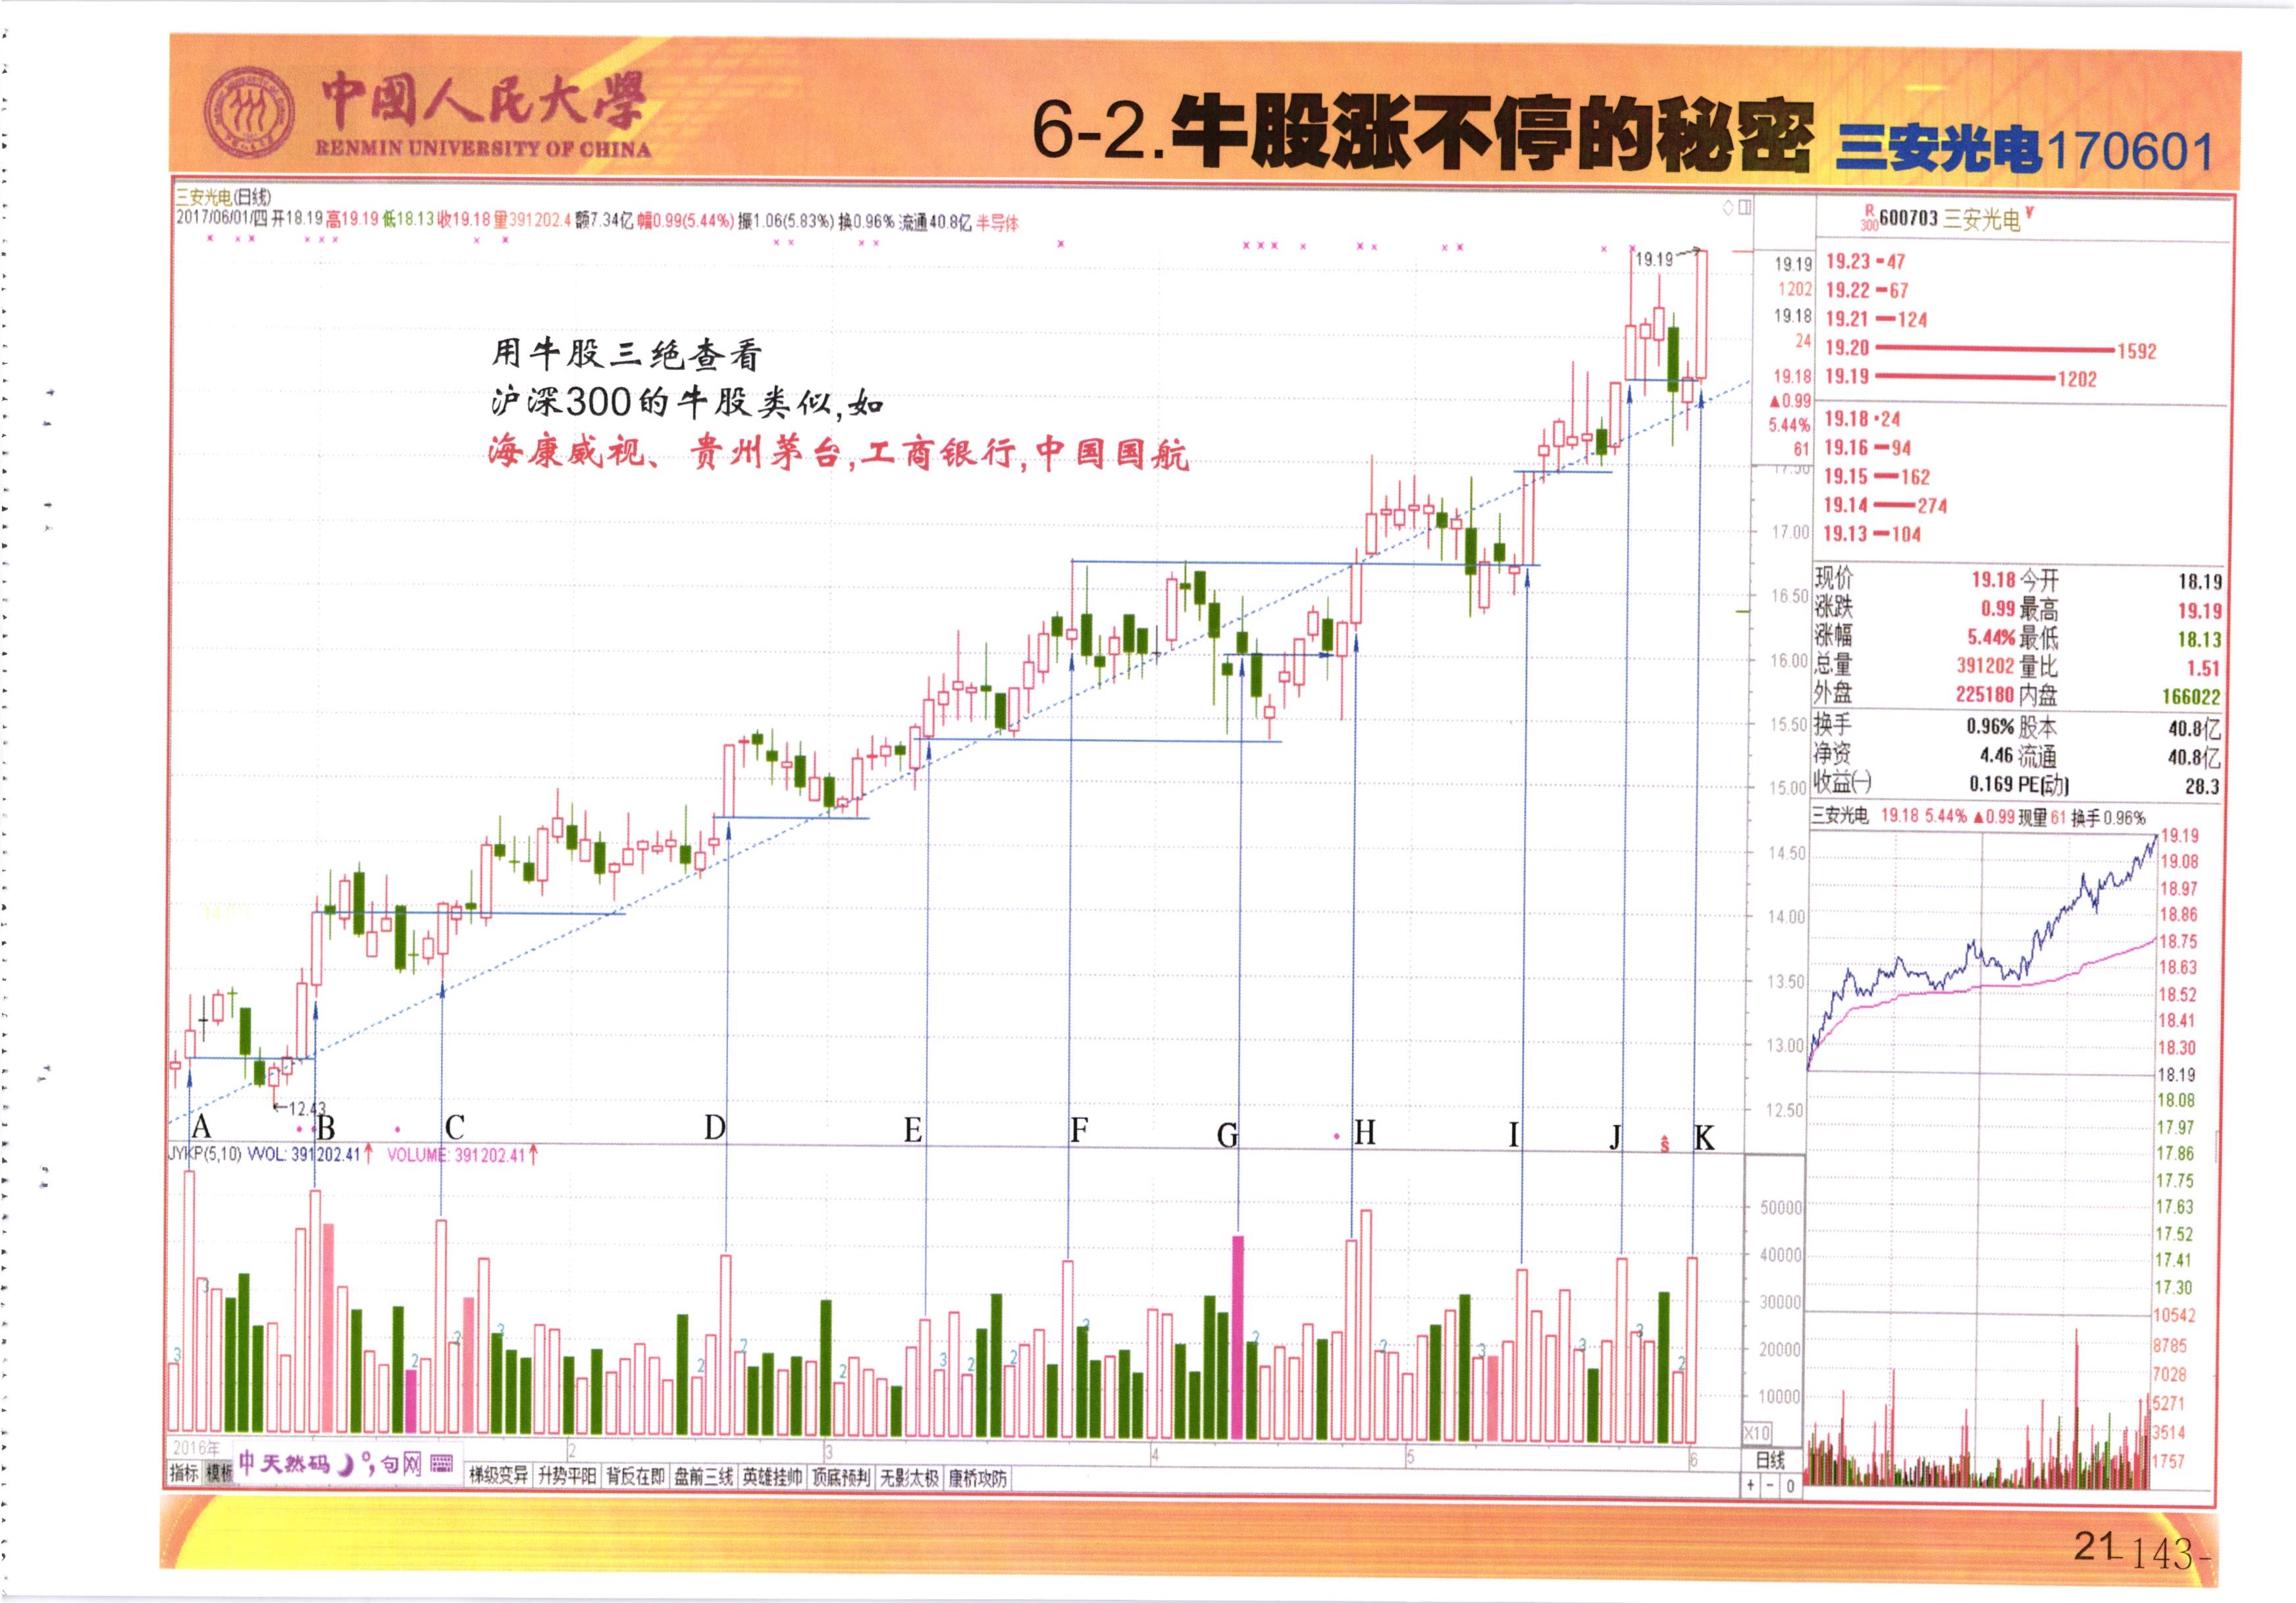 中國人民大學
RENMIN UNIVERSITY OF CHINA
6-2.牛股涨不停的秘密 三安光电170601
三安光电(日线)
2017/06/01/四 开18.19 高19.19 低18.13 收19.18 量391202.4 额7.34亿 幅0.99(5.44%) 振1.06(5.83%) 换0.96% 流通40.8亿 半导体
用牛股三绝查看
沪深300的牛股类似,如
海康威视、贵州茅台,工商银行,中国国航
19.19
←12.43
A B C D E F G H I J K
JYKP(5,10) VVOL: 391202.41 VOLUME: 391202.41
19.19
1202
19.18
24
19.18
▲0.99
5.44%
61
17.50
17.00
16.50
16.00
15.50
15.00
14.50
14.00
13.50
13.00
12.50
50000
40000
30000
20000
10000
X10
2016年 2 3 4 5 6 日线
中天然码 句网
指标 模板 梯级变异 升势平阳 背反在即 盘前三线 英雄挂帅 顶底预判 无影太极 康桥攻防 + - 0
R 300 600703 三安光电
19.23 47
19.22 67
19.21 124
19.20 1592
19.19 1202
19.18 24
19.16 94
19.15 162
19.14 274
19.13 104
现价 19.18 今开 18.19
涨跌 0.99 最高 19.19
涨幅 5.44% 最低 18.13
总量 391202 量比 1.51
外盘 225180 内盘 166022
换手 0.96% 股本 40.8亿
净资 4.46 流通 40.8亿
收益(一) 0.169 PE(动) 28.3
三安光电 19.18 5.44% ▲0.99 现量 61 换手 0.96%
19.19
19.08
18.97
18.86
18.75
18.63
18.52
18.41
18.30
18.19
18.08
17.97
17.86
17.75
17.63
17.52
17.41
17.30
10542
8785
7028
5271
3514
1757
21
-143-